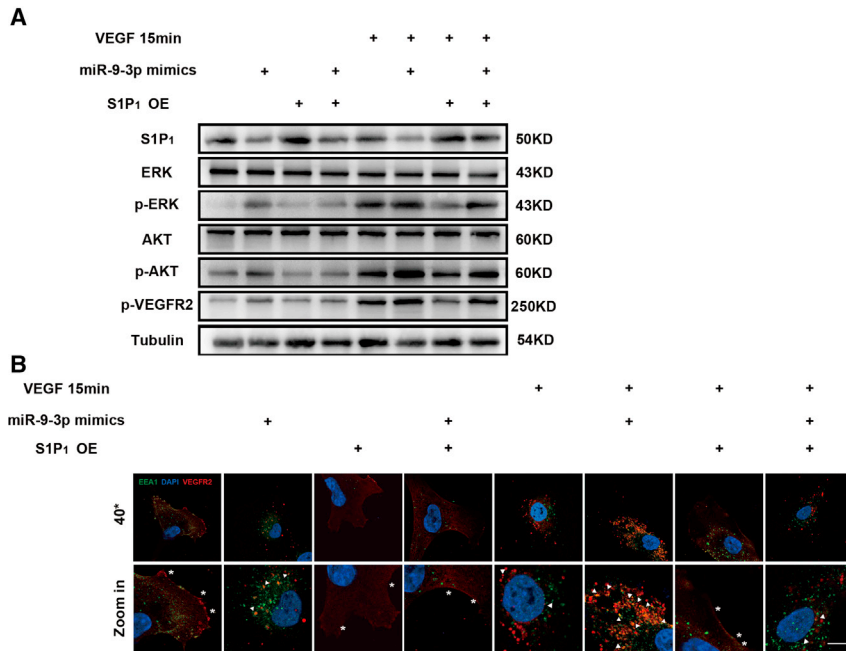 A
VEGF 15min + + + +
miR-9-3p mimics + + + +
S1P1 OE + + + +
S1P1 50KD
ERK 43KD
p-ERK 43KD
AKT 60KD
p-AKT 60KD
p-VEGFR2 250KD
Tubulin 54KD
B
VEGF 15min + + + +
miR-9-3p mimics + + + +
S1P1 OE + + + +
EEA1 DAPI VEGFR2
40*
Zoom in